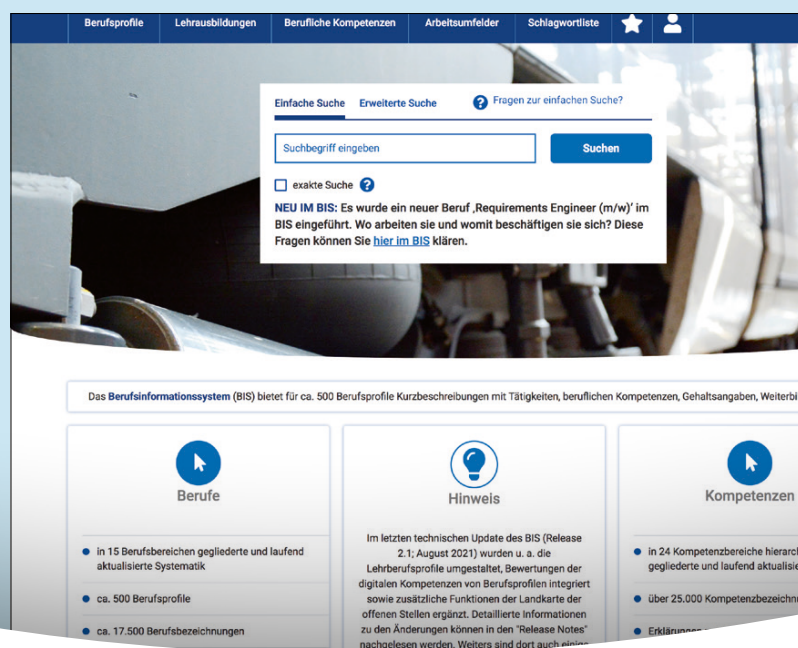 Berufsprofile Lehrausbildungen Berufliche Kompetenzen Arbeitsumfelder Schlagwortliste
Einfache Suche Erweiterte Suche ? Fragen zur einfachen Suche?
Suchbegriff eingeben Suchen
exakte Suche ?
NEU IM BIS: Es wurde ein neuer Beruf ‚Requirements Engineer (m/w)‘ im
BIS eingeführt. Wo arbeiten sie und womit beschäftigen sie sich? Diese
Fragen können Sie hier im BIS klären.
Das Berufsinformationssystem (BIS) bietet für ca. 500 Berufsprofile Kurzbeschreibungen mit Tätigkeiten, beruflichen Kompetenzen, Gehaltsangaben, Weiterbi
Berufe
in 15 Berufsbereichen gegliederte und laufend
aktualisierte Systematik
ca. 500 Berufsprofile
ca. 17.500 Berufsbezeichnungen
Hinweis
Im letzten technischen Update des BIS (Release
2.1; August 2021) wurden u. a. die
Lehrberufsprofile umgestaltet, Bewertungen der
digitalen Kompetenzen von Berufsprofilen integriert
sowie zusätzliche Funktionen der Landkarte der
offenen Stellen ergänzt. Detaillierte Informationen
zu den Änderungen können in den "Release Notes"
nachgelesen werden. Weiters sind dort auch einige
Kompetenzen
in 24 Kompetenzbereiche hierarch
gegliederte und laufend aktualisie
über 25.000 Kompetenzbezeichnu
Erklärungen